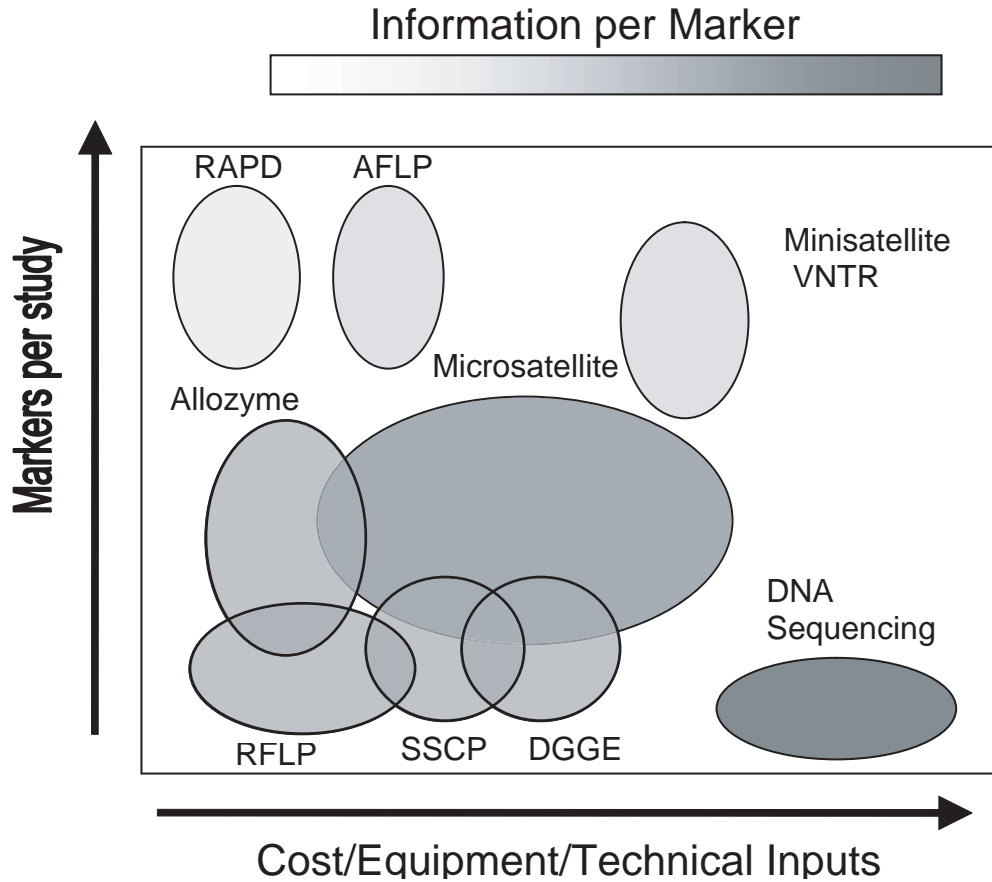 Information per Marker
RAPD
AFLP
Minisatellite
VNTR
Microsatellite
Allozyme
DNA
Sequencing
RFLP
SSCP
DGGE
Markers per study
Cost/Equipment/Technical Inputs